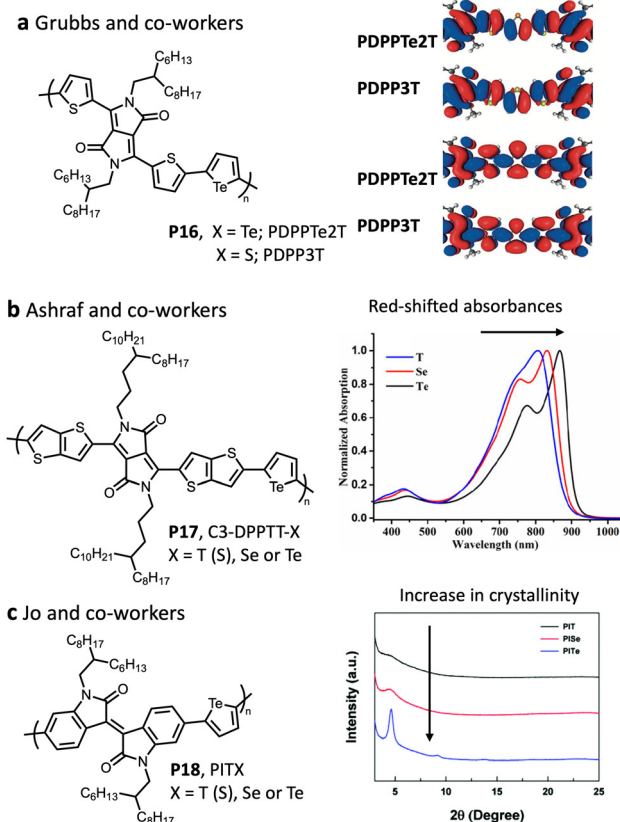 a Grubbs and co-workers
C6H13
C8H17
N
O
S
O
N
S
Te
n
C6H13
C8H17
P16, X = Te; PDPPTe2T
X = S; PDPP3T
PDPPTe2T
PDPP3T
PDPPTe2T
PDPP3T
b Ashraf and co-workers
C10H21
C8H17
N
O
S
S
S
S
O
N
Te
n
C10H21
C8H17
P17, C3-DPPTT-X
X = T (S), Se or Te
Red-shifted absorbances
T
Se
Te
Normalized Absorption
1.0
0.8
0.6
0.4
0.2
0.0
400 500 600 700 800 900 1000
Wavelength (nm)
c Jo and co-workers
C8H17
C6H13
N
O
Te
n
O
N
C6H13
C8H17
P18, PITX
X = T (S), Se or Te
Increase in crystallinity
PIT
PISe
PITe
Intensity (a.u.)
5 10 15 20 25
2θ (Degree)